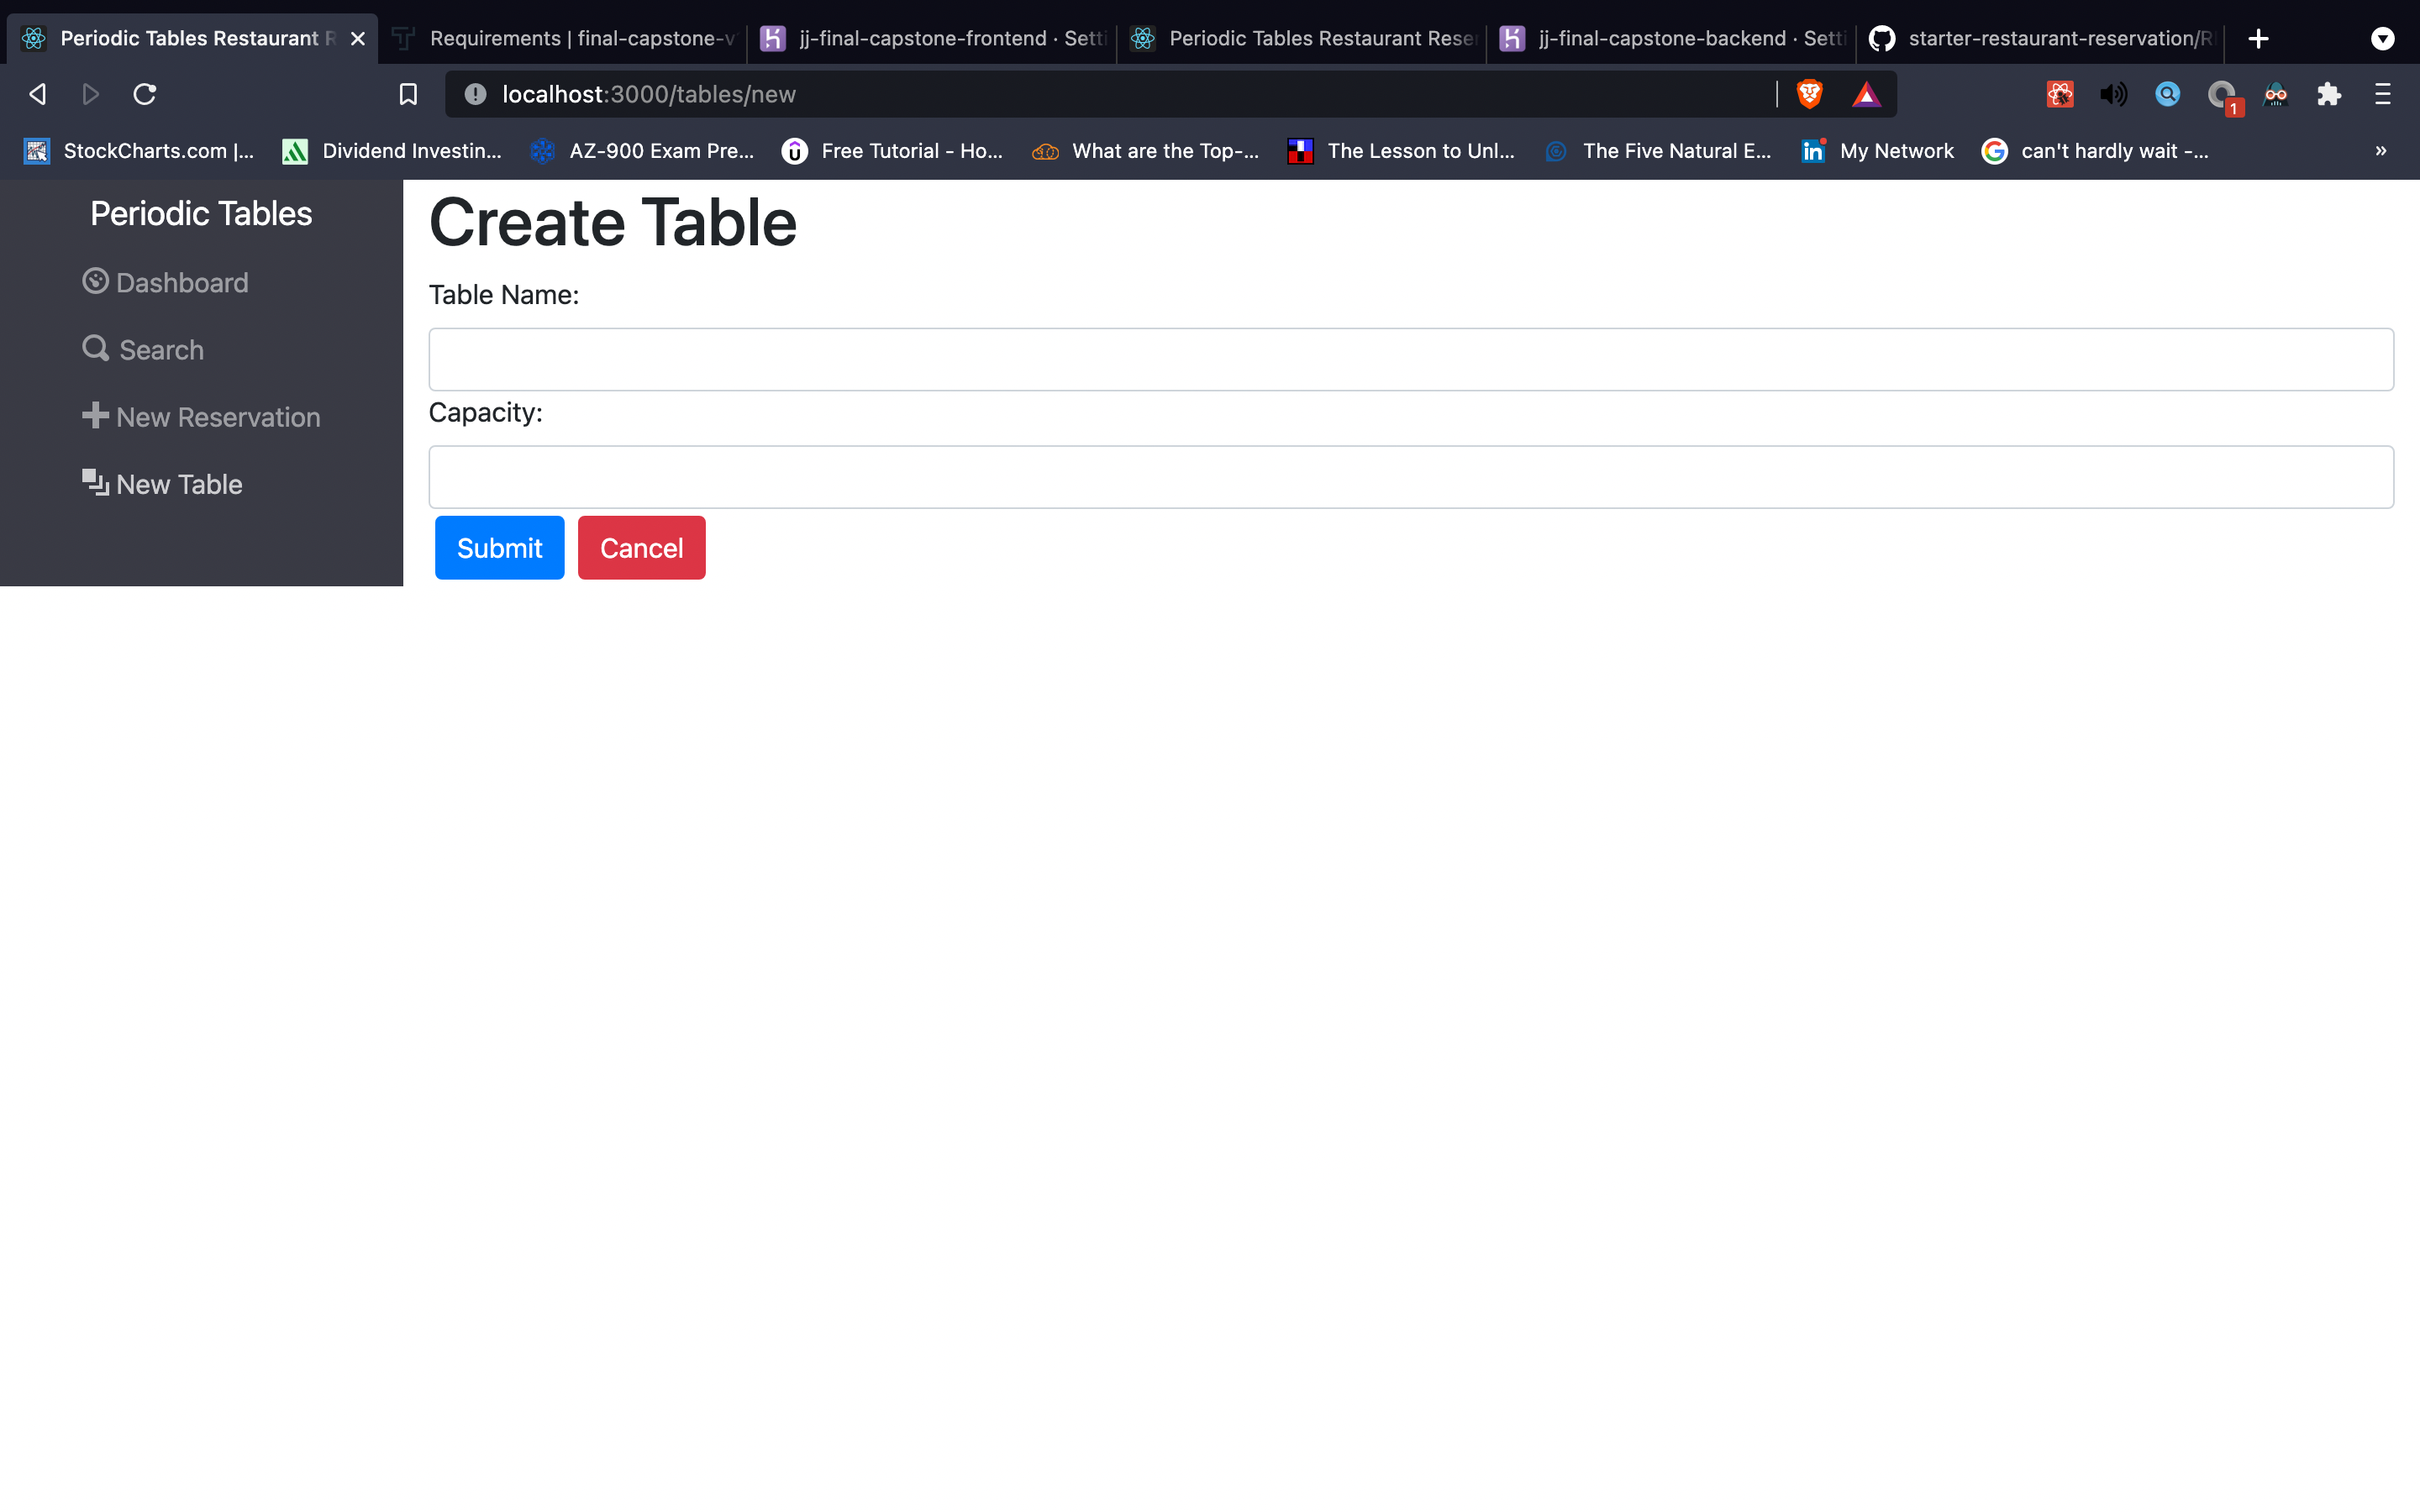 Periodic Tables Restaurant R
Requirements | final-capstone-v
jj-final-capstone-frontend · Setti
Periodic Tables Restaurant Reser
jj-final-capstone-backend · Setti
starter-restaurant-reservation/R
localhost:3000/tables/new
1
StockCharts.com |...
Dividend Investin...
AZ-900 Exam Pre...
Free Tutorial - Ho...
What are the Top-...
The Lesson to Unl...
The Five Natural E...
My Network
can't hardly wait -...
»
Periodic Tables
Dashboard
Search
New Reservation
New Table
Create Table
Table Name:
Capacity:
Submit
Cancel